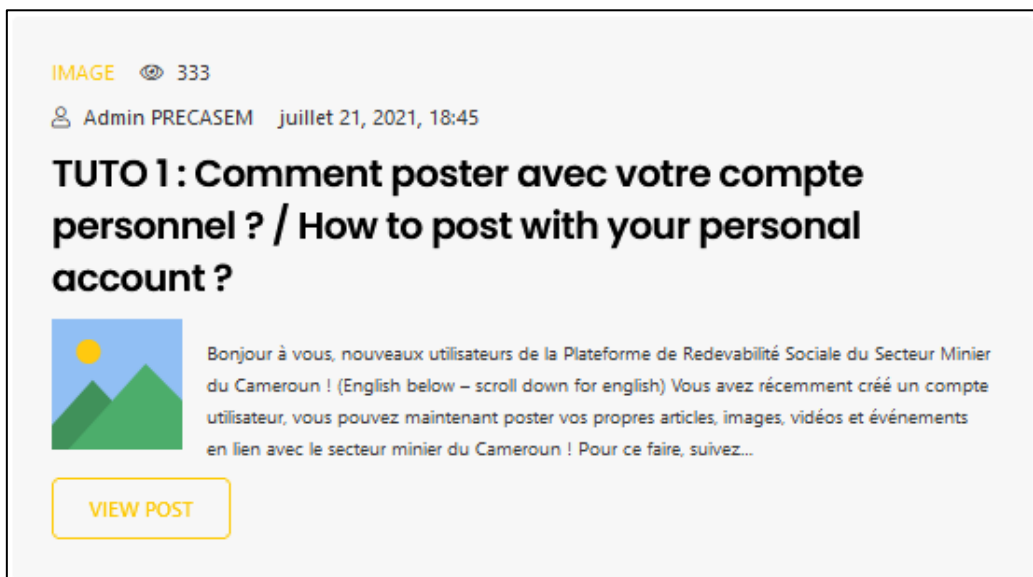 IMAGE 333
Admin PRECASEM juillet 21, 2021, 18:45
TUTO 1 : Comment poster avec votre compte
personnel ? / How to post with your personal
account ?
Bonjour à vous, nouveaux utilisateurs de la Plateforme de Redevabilité Sociale du Secteur Minier
du Cameroun ! (English below – scroll down for english) Vous avez récemment créé un compte
utilisateur, vous pouvez maintenant poster vos propres articles, images, vidéos et événements
en lien avec le secteur minier du Cameroun ! Pour ce faire, suivez...
VIEW POST